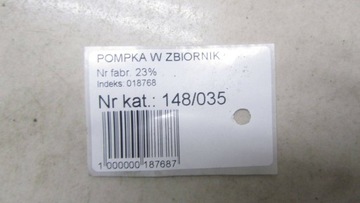 POMPKA W ZBIORNIK
Nr fabr. 23%
Indeks: 018768
Nr kat.: 148/035
1 000000 187687